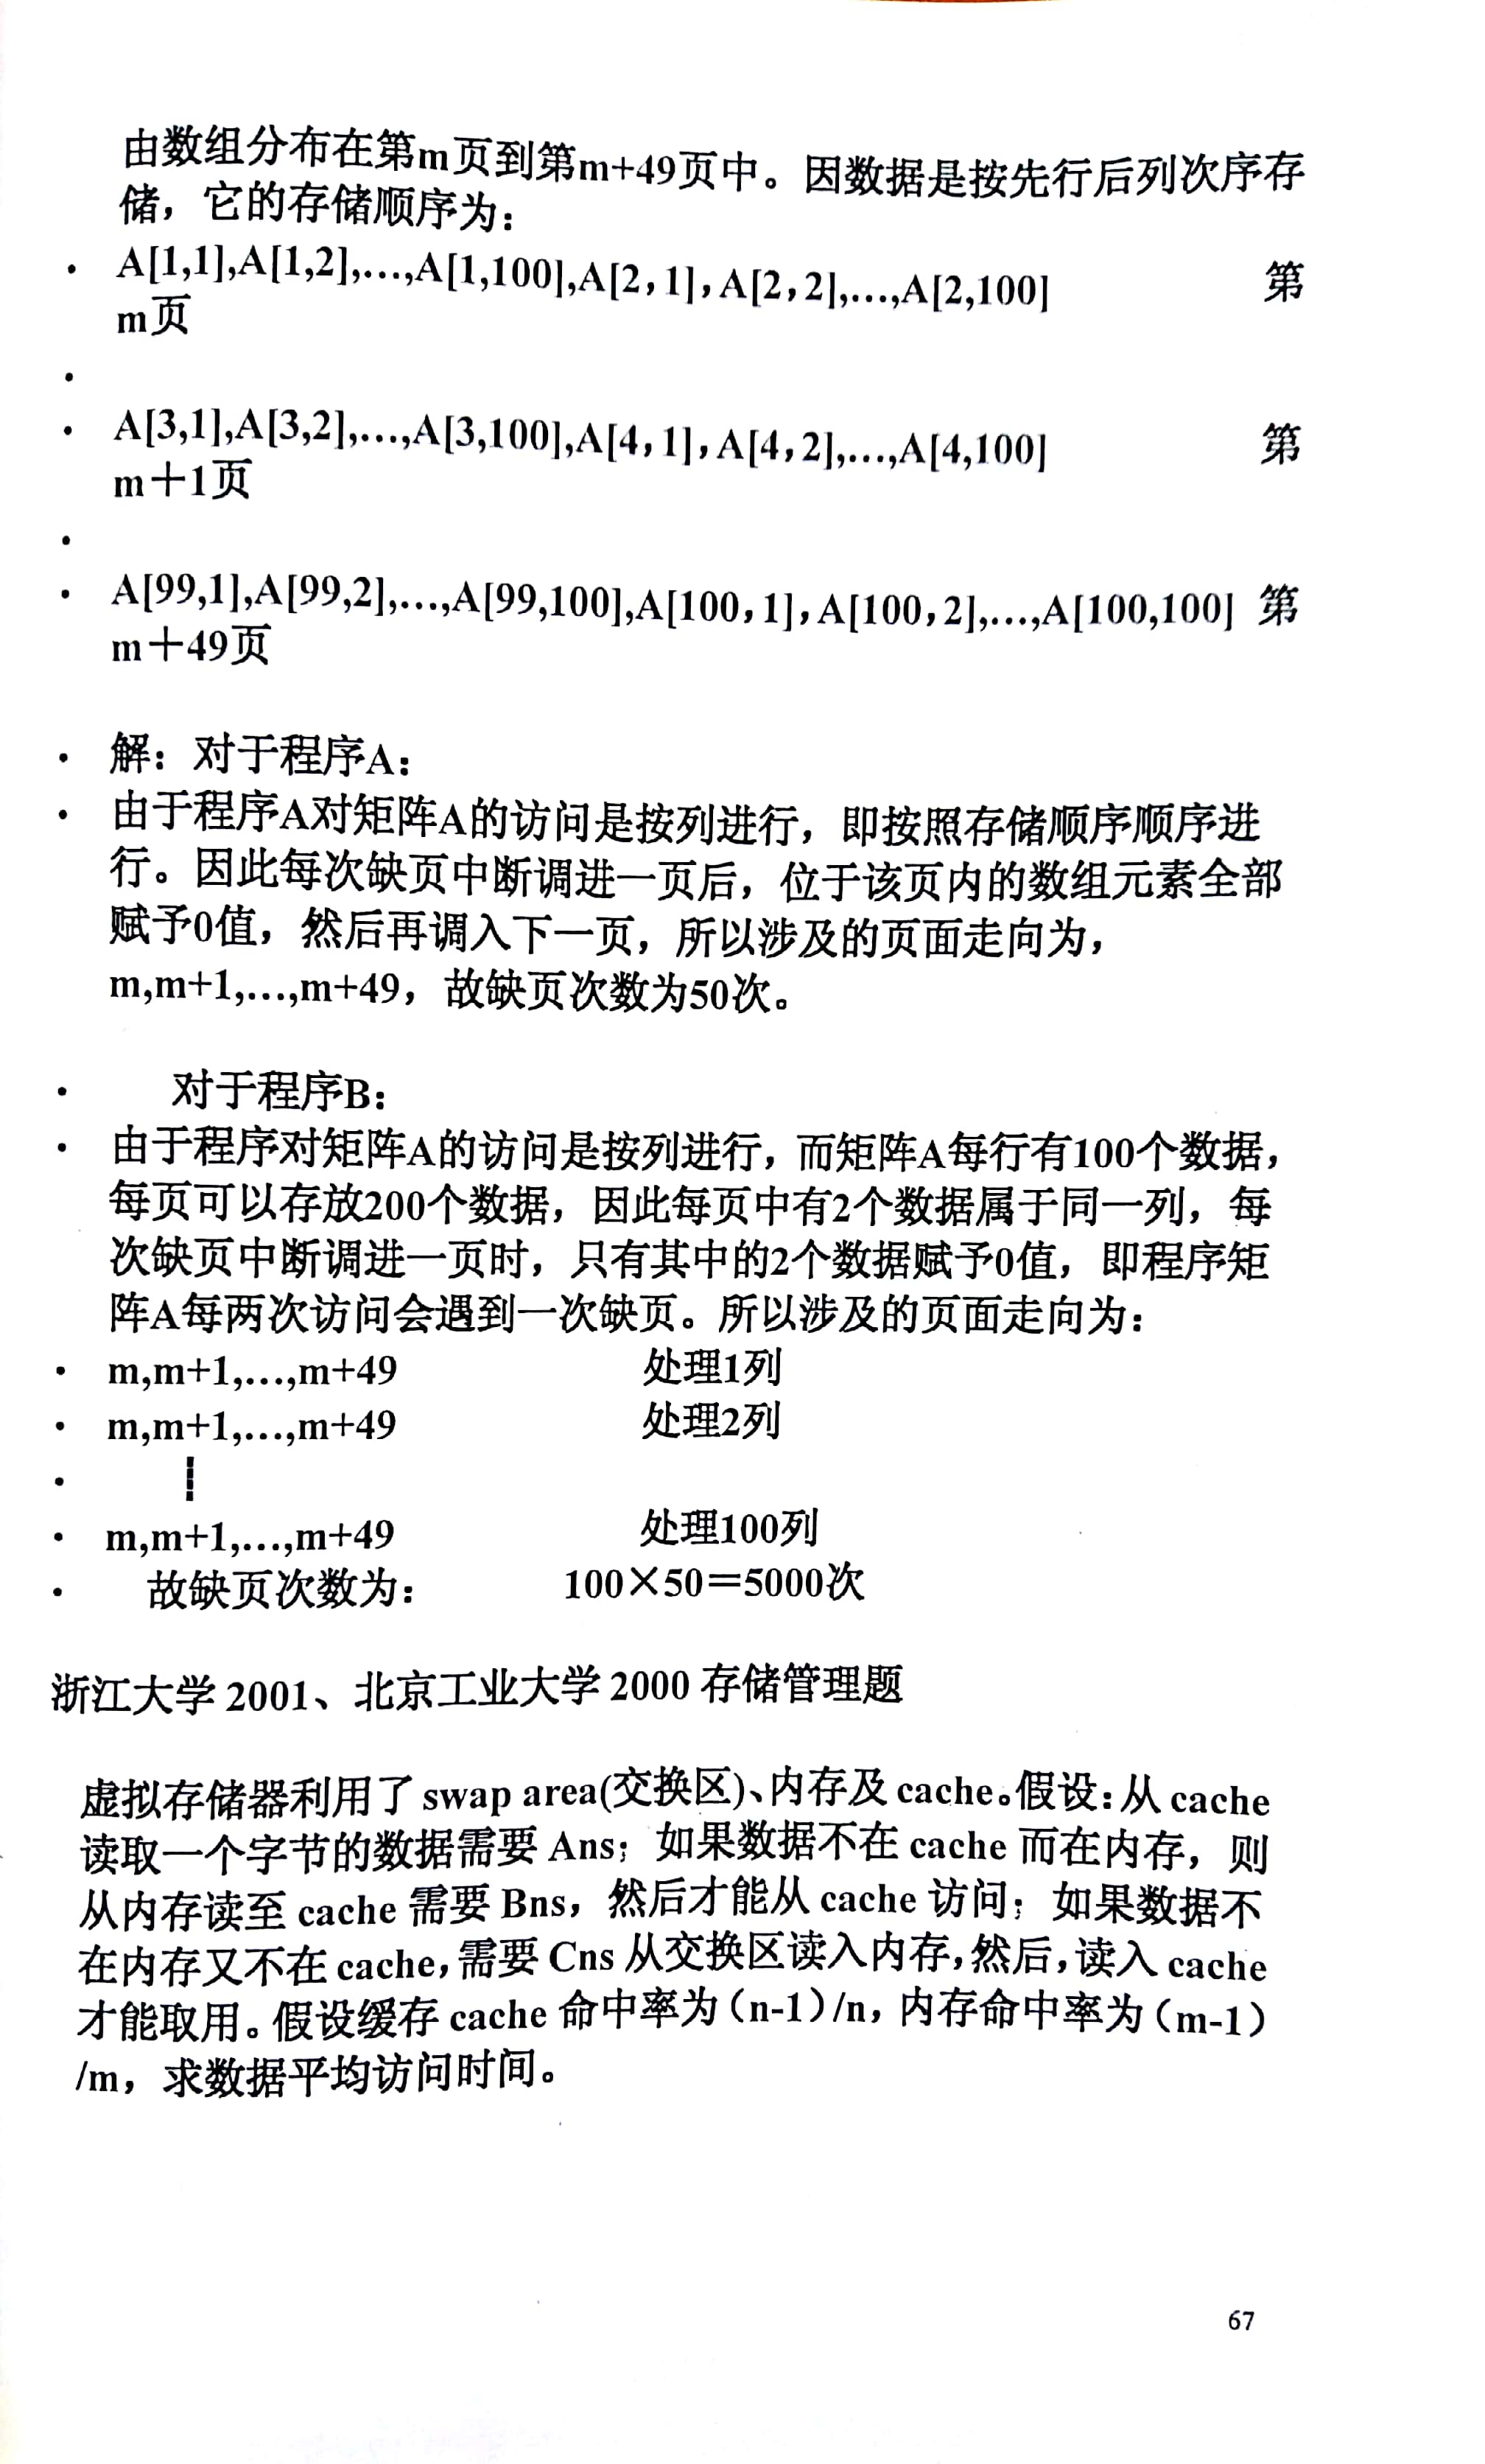 由数组分布在第m页到第m+49页中。因数据是按先行后列次序存
储，它的存储顺序为：
• A[1,1],A[1,2],…,A[1,100],A[2，1]，A[2，2],…,A[2,100] 第
m页
•
• A[3,1],A[3,2],…,A[3,100],A[4，1]，A[4，2],…,A[4,100] 第
m＋1页
•
• A[99,1],A[99,2],…,A[99,100],A[100，1]，A[100，2],…,A[100,100] 第
m＋49页
• 解：对于程序A：
• 由于程序A对矩阵A的访问是按列进行，即按照存储顺序顺序进
行。因此每次缺页中断调进一页后，位于该页内的数组元素全部
赋予0值，然后再调入下一页，所以涉及的页面走向为，
m,m+1,…,m+49，故缺页次数为50次。
• 对于程序B：
• 由于程序对矩阵A的访问是按列进行，而矩阵A每行有100个数据，
每页可以存放200个数据，因此每页中有2个数据属于同一列，每
次缺页中断调进一页时，只有其中的2个数据赋予0值，即程序矩
阵A每两次访问会遇到一次缺页。所以涉及的页面走向为：
• m,m+1,…,m+49 处理1列
• m,m+1,…,m+49 处理2列
• ┇
• m,m+1,…,m+49 处理100列
• 故缺页次数为： 100×50＝5000次
浙江大学 2001、北京工业大学 2000 存储管理题
虚拟存储器利用了 swap area(交换区)、内存及 cache。假设：从 cache
读取一个字节的数据需要 Ans；如果数据不在 cache 而在内存，则
从内存读至 cache 需要 Bns，然后才能从 cache 访问；如果数据不
在内存又不在 cache，需要 Cns 从交换区读入内存，然后，读入 cache
才能取用。假设缓存 cache 命中率为（n-1）/n，内存命中率为（m-1）
/m，求数据平均访问时间。
67